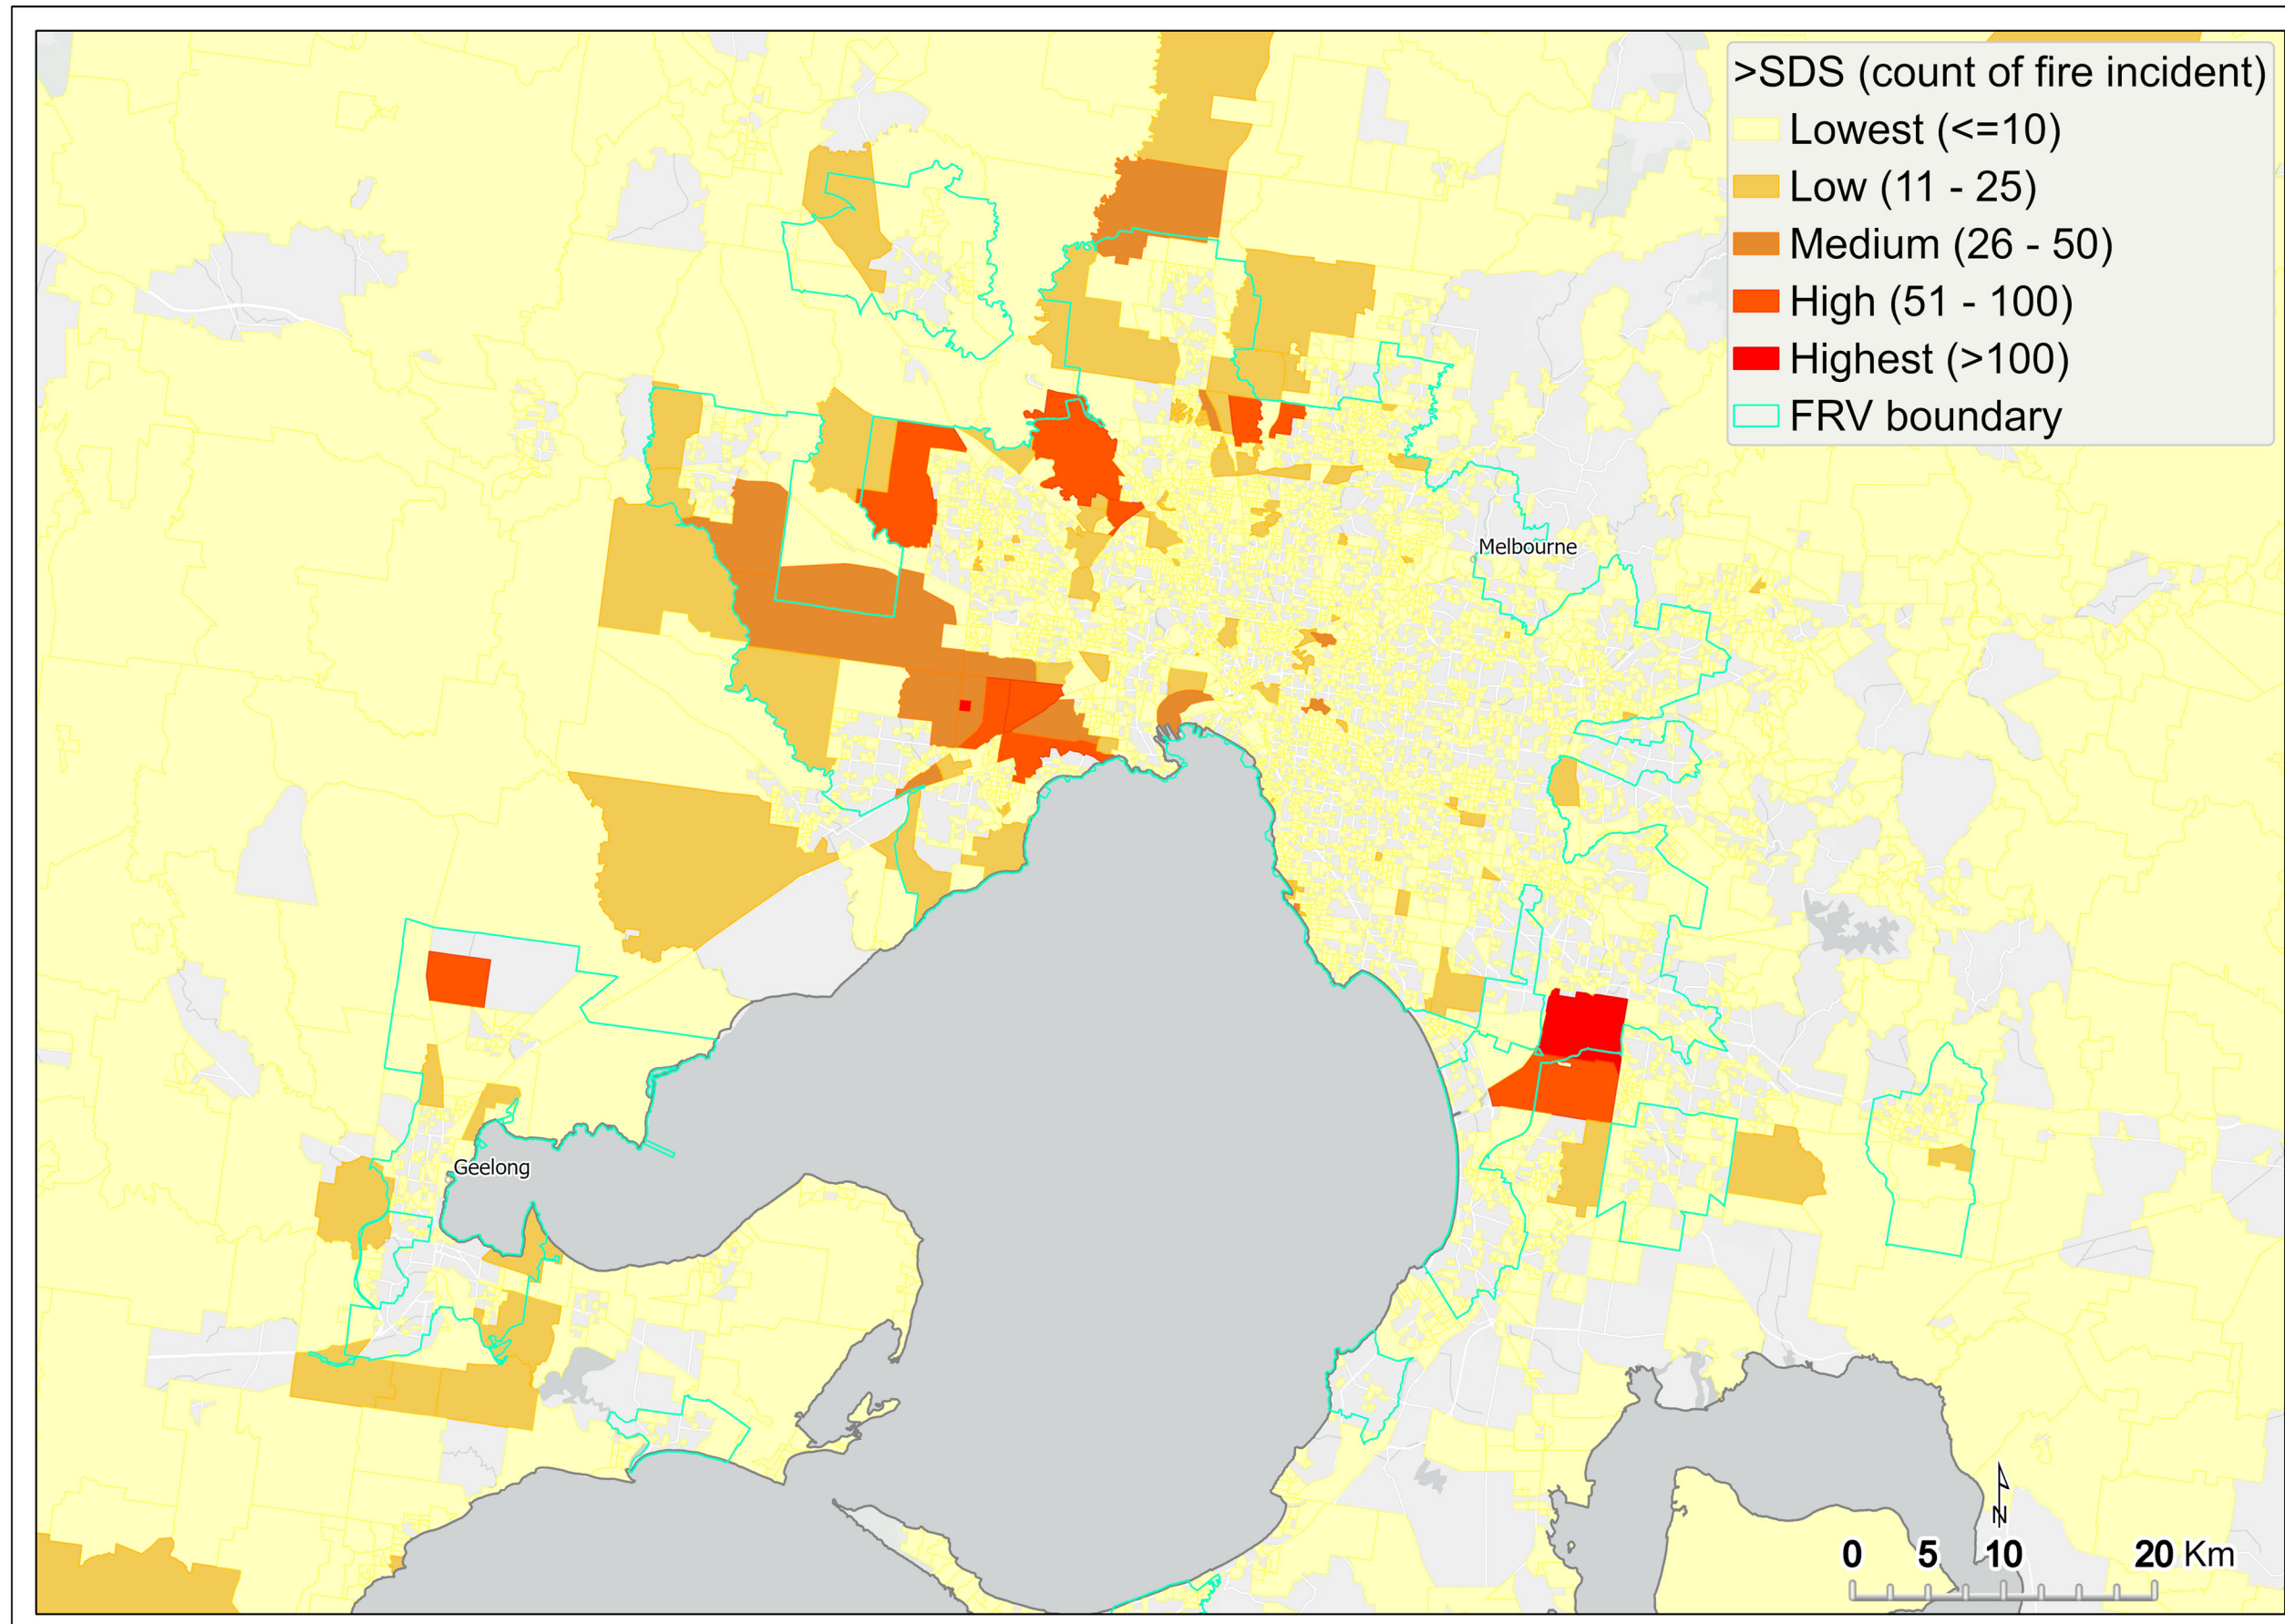 >SDS (count of fire incident)
Lowest (<=10)
Low (11 - 25)
Medium (26 - 50)
High (51 - 100)
Highest (>100)
FRV boundary
Melbourne
Geelong
N
0 5 10 20 Km